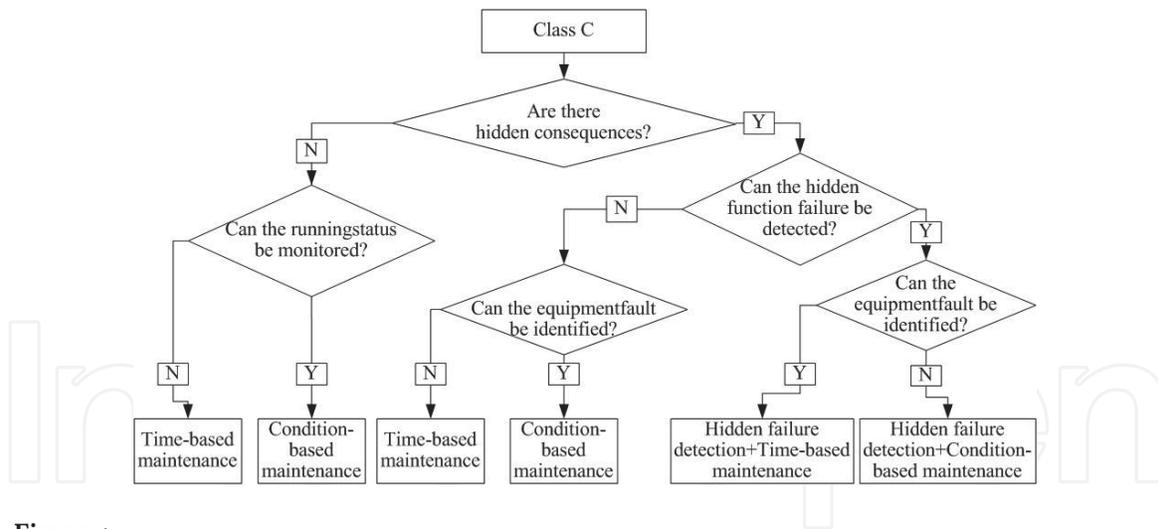 Class C
Are there
hidden consequences?
Y
N
Can the hidden
function failure be
detected?
N
Y
Can the runningstatus
be monitored?
Can the
equipmentfault be
identified?
Can the equipmentfault
be identified?
N
Y
N
Y
Y
N
Time-based
maintenance
Condition-
based
maintenance
Time-based
maintenance
Condition-
based
maintenance
Hidden failure
detection+Time-based
maintenance
Hidden failure
detection+Condition-
based maintenance